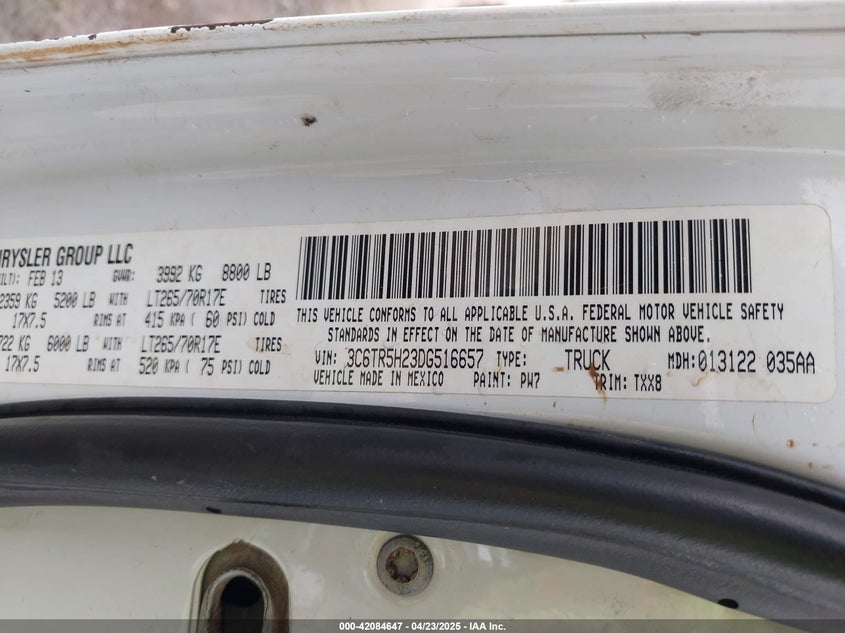 RYSLER GROUP LLC
ILT): FEB 13 GVWR: 3992 KG 8800 LB
2359 KG 5200 LB WITH LT265/70R17E TIRES
17X7.5 RIMS AT 415 KPA ( 60 PSI) COLD
722 KG 6000 LB WITH LT265/70R17E TIRES
17X7.5 RIMS AT 520 KPA ( 75 PSI) COLD
THIS VEHICLE CONFORMS TO ALL APPLICABLE U.S.A. FEDERAL MOTOR VEHICLE SAFETY
STANDARDS IN EFFECT ON THE DATE OF MANUFACTURE SHOWN ABOVE.
VIN: 3C6TR5H23DG516657 TYPE: TRUCK MDH: 013122 035AA
VEHICLE MADE IN MEXICO PAINT: PW7 TRIM: TXX8
000-42084647 - 04/23/2025 - IAA Inc.